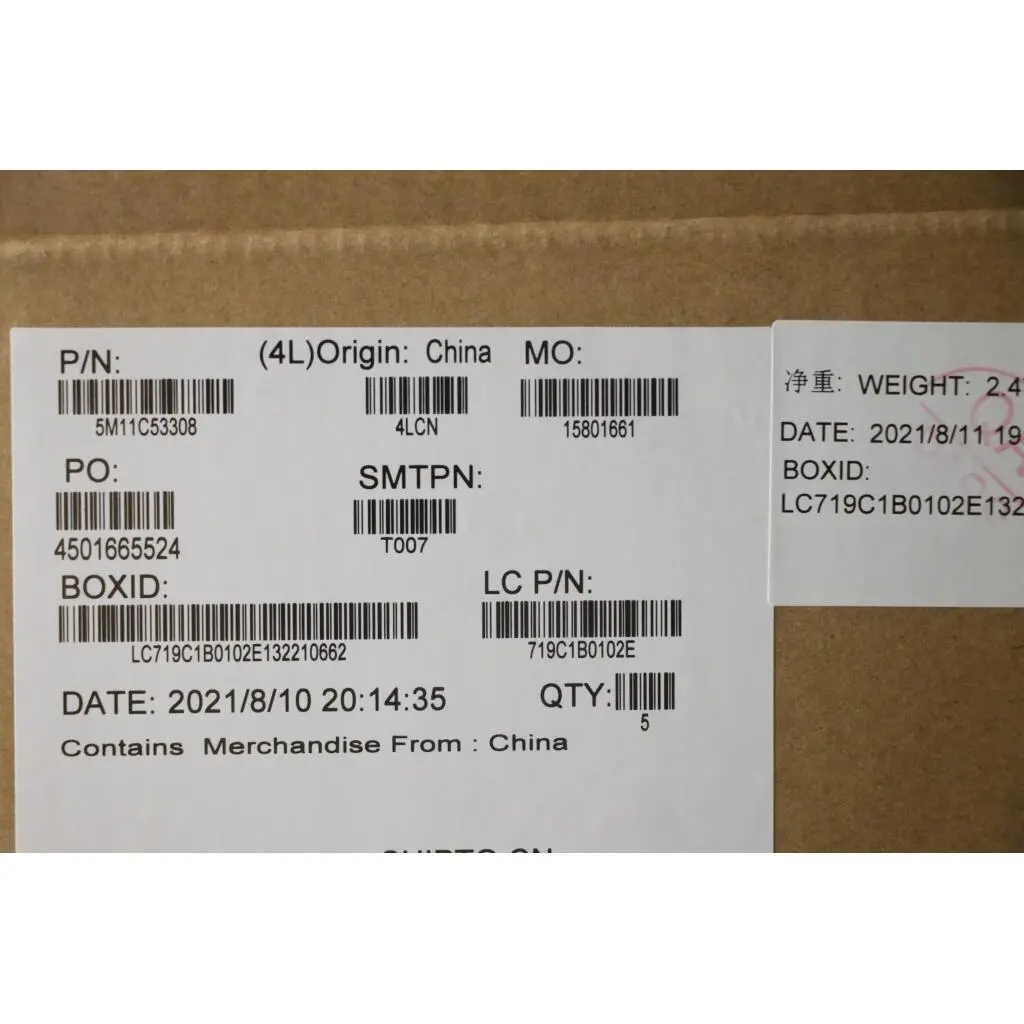 P/N: (4L)Origin: China MO:
5M11C53308 4LCN 15801661
PO: SMTPN:
4501665524 T007
BOXID: LC P/N:
LC719C1B0102E132210662 719C1B0102E
DATE: 2021/8/10 20:14:35 QTY:
5
Contains Merchandise From : China
净重: WEIGHT: 2.4
DATE: 2021/8/11 19
BOXID:
LC719C1B0102E132